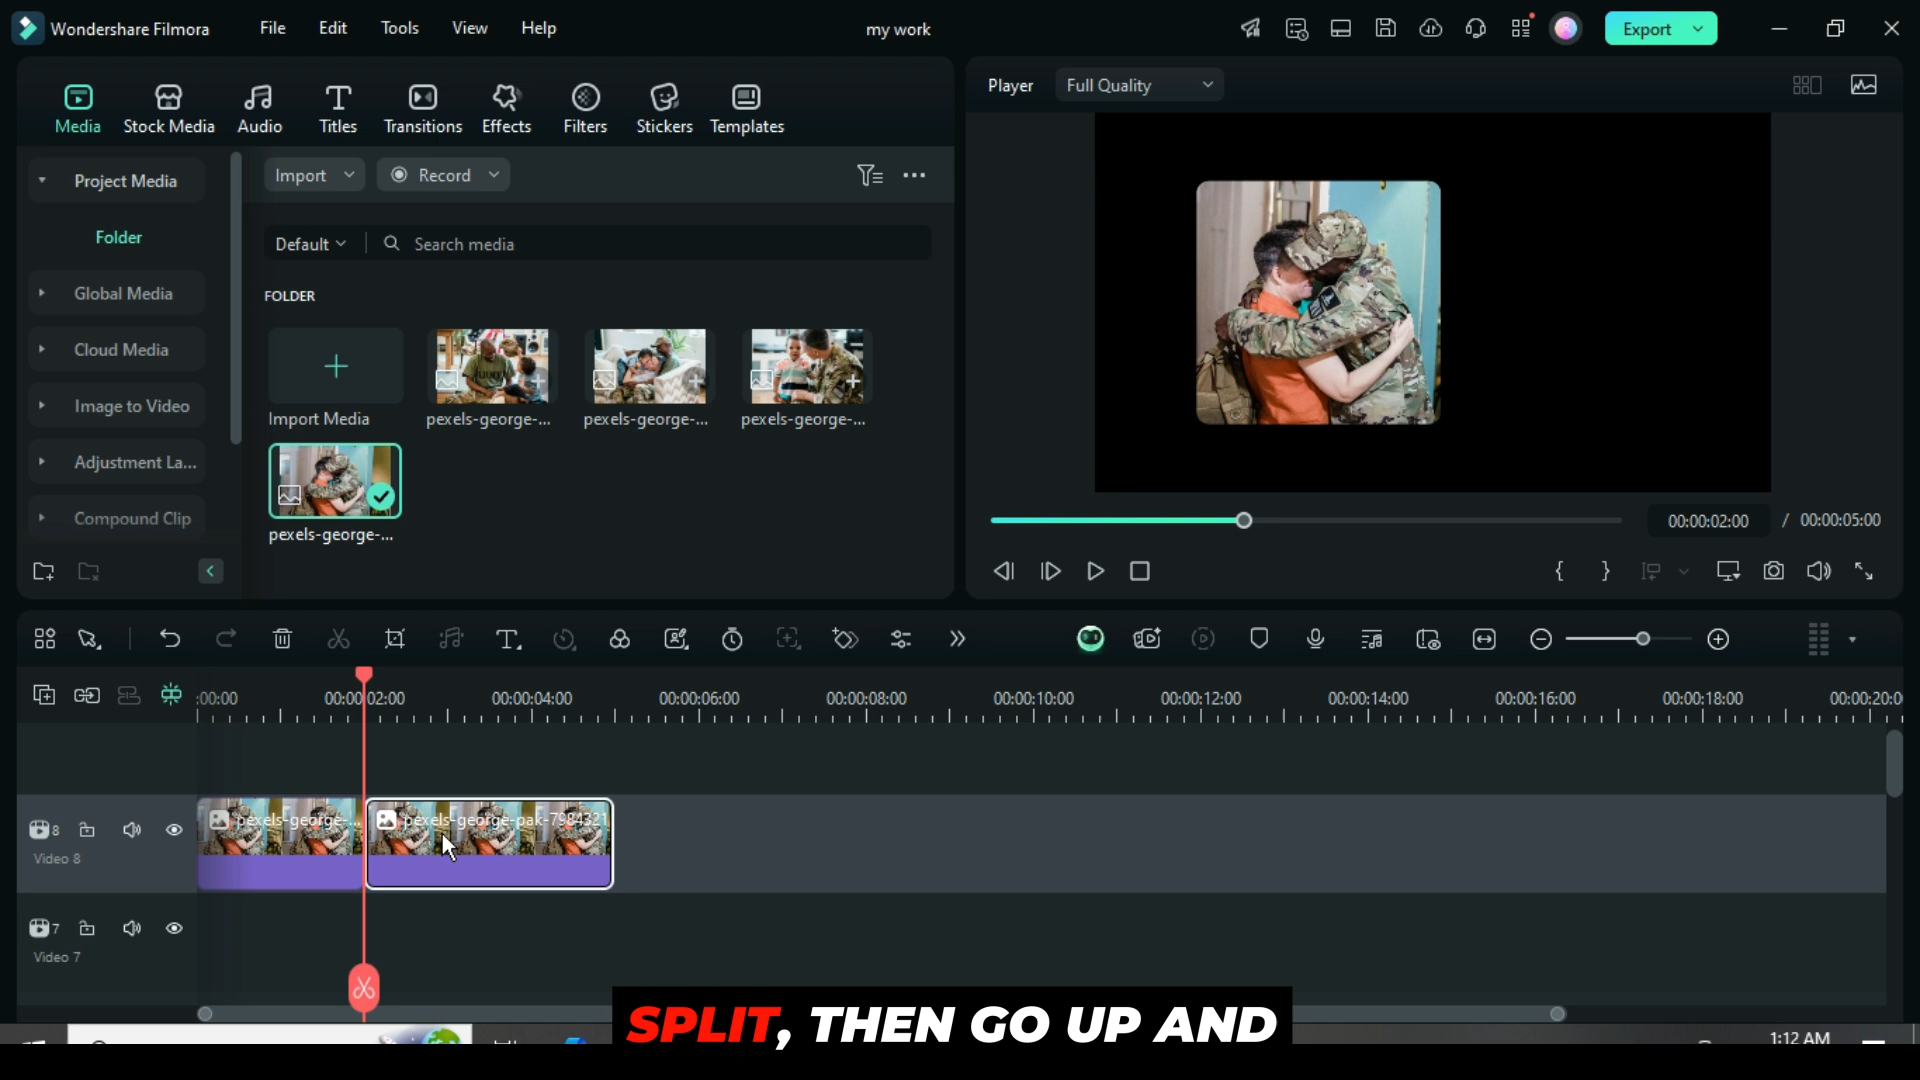 Wondershare Filmora
File
Edit
Tools
View
Help
my work
Export
Media
Stock Media
Audio
Titles
Transitions
Effects
Filters
Stickers
Templates
Player
Full Quality
Project Media
Folder
Global Media
Cloud Media
Image to Video
Adjustment La...
Compound Clip
Import
Record
Default
Search media
FOLDER
Import Media
pexels-george-...
pexels-george-...
pexels-george-...
pexels-george-...
00:00:02:00 / 00:00:05:00
:00:00
00:00:02:00
00:00:04:00
00:00:06:00
00:00:08:00
00:00:10:00
00:00:12:00
00:00:14:00
00:00:16:00
00:00:18:00
00:00:20:0
8
Video 8
pexels-george-...
pexels-george-pak-7984321
7
Video 7
SPLIT, THEN GO UP AND
1:12 AM